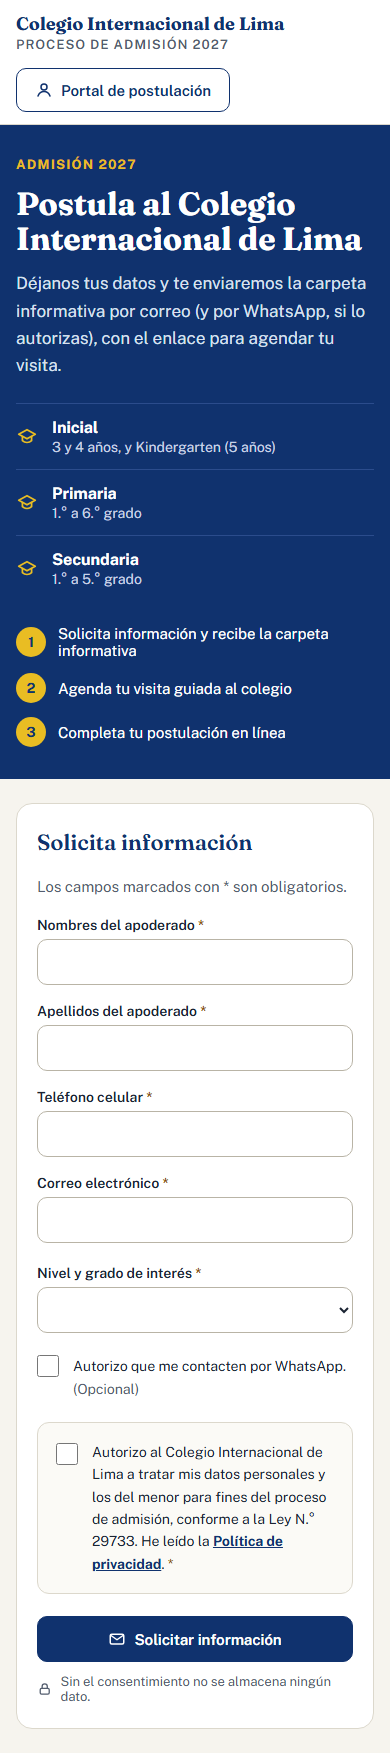 Colegio Internacional de Lima
PROCESO DE ADMISIÓN 2027
Portal de postulación
ADMISIÓN 2027
Postula al Colegio
Internacional de Lima
Déjanos tus datos y te enviaremos la carpeta
informativa por correo (y por WhatsApp, si lo
autorizas), con el enlace para agendar tu
visita.
Inicial
3 y 4 años, y Kindergarten (5 años)
Primaria
1.° a 6.° grado
Secundaria
1.° a 5.° grado
1 Solicita información y recibe la carpeta
informativa
2 Agenda tu visita guiada al colegio
3 Completa tu postulación en línea
Solicita información
Los campos marcados con * son obligatorios.
Nombres del apoderado *
Apellidos del apoderado *
Teléfono celular *
Correo electrónico *
Nivel y grado de interés *
Autorizo que me contacten por WhatsApp.
(Opcional)
Autorizo al Colegio Internacional de
Lima a tratar mis datos personales y
los del menor para fines del proceso
de admisión, conforme a la Ley N.°
29733. He leído la Política de
privacidad. *
Solicitar información
Sin el consentimiento no se almacena ningún
dato.